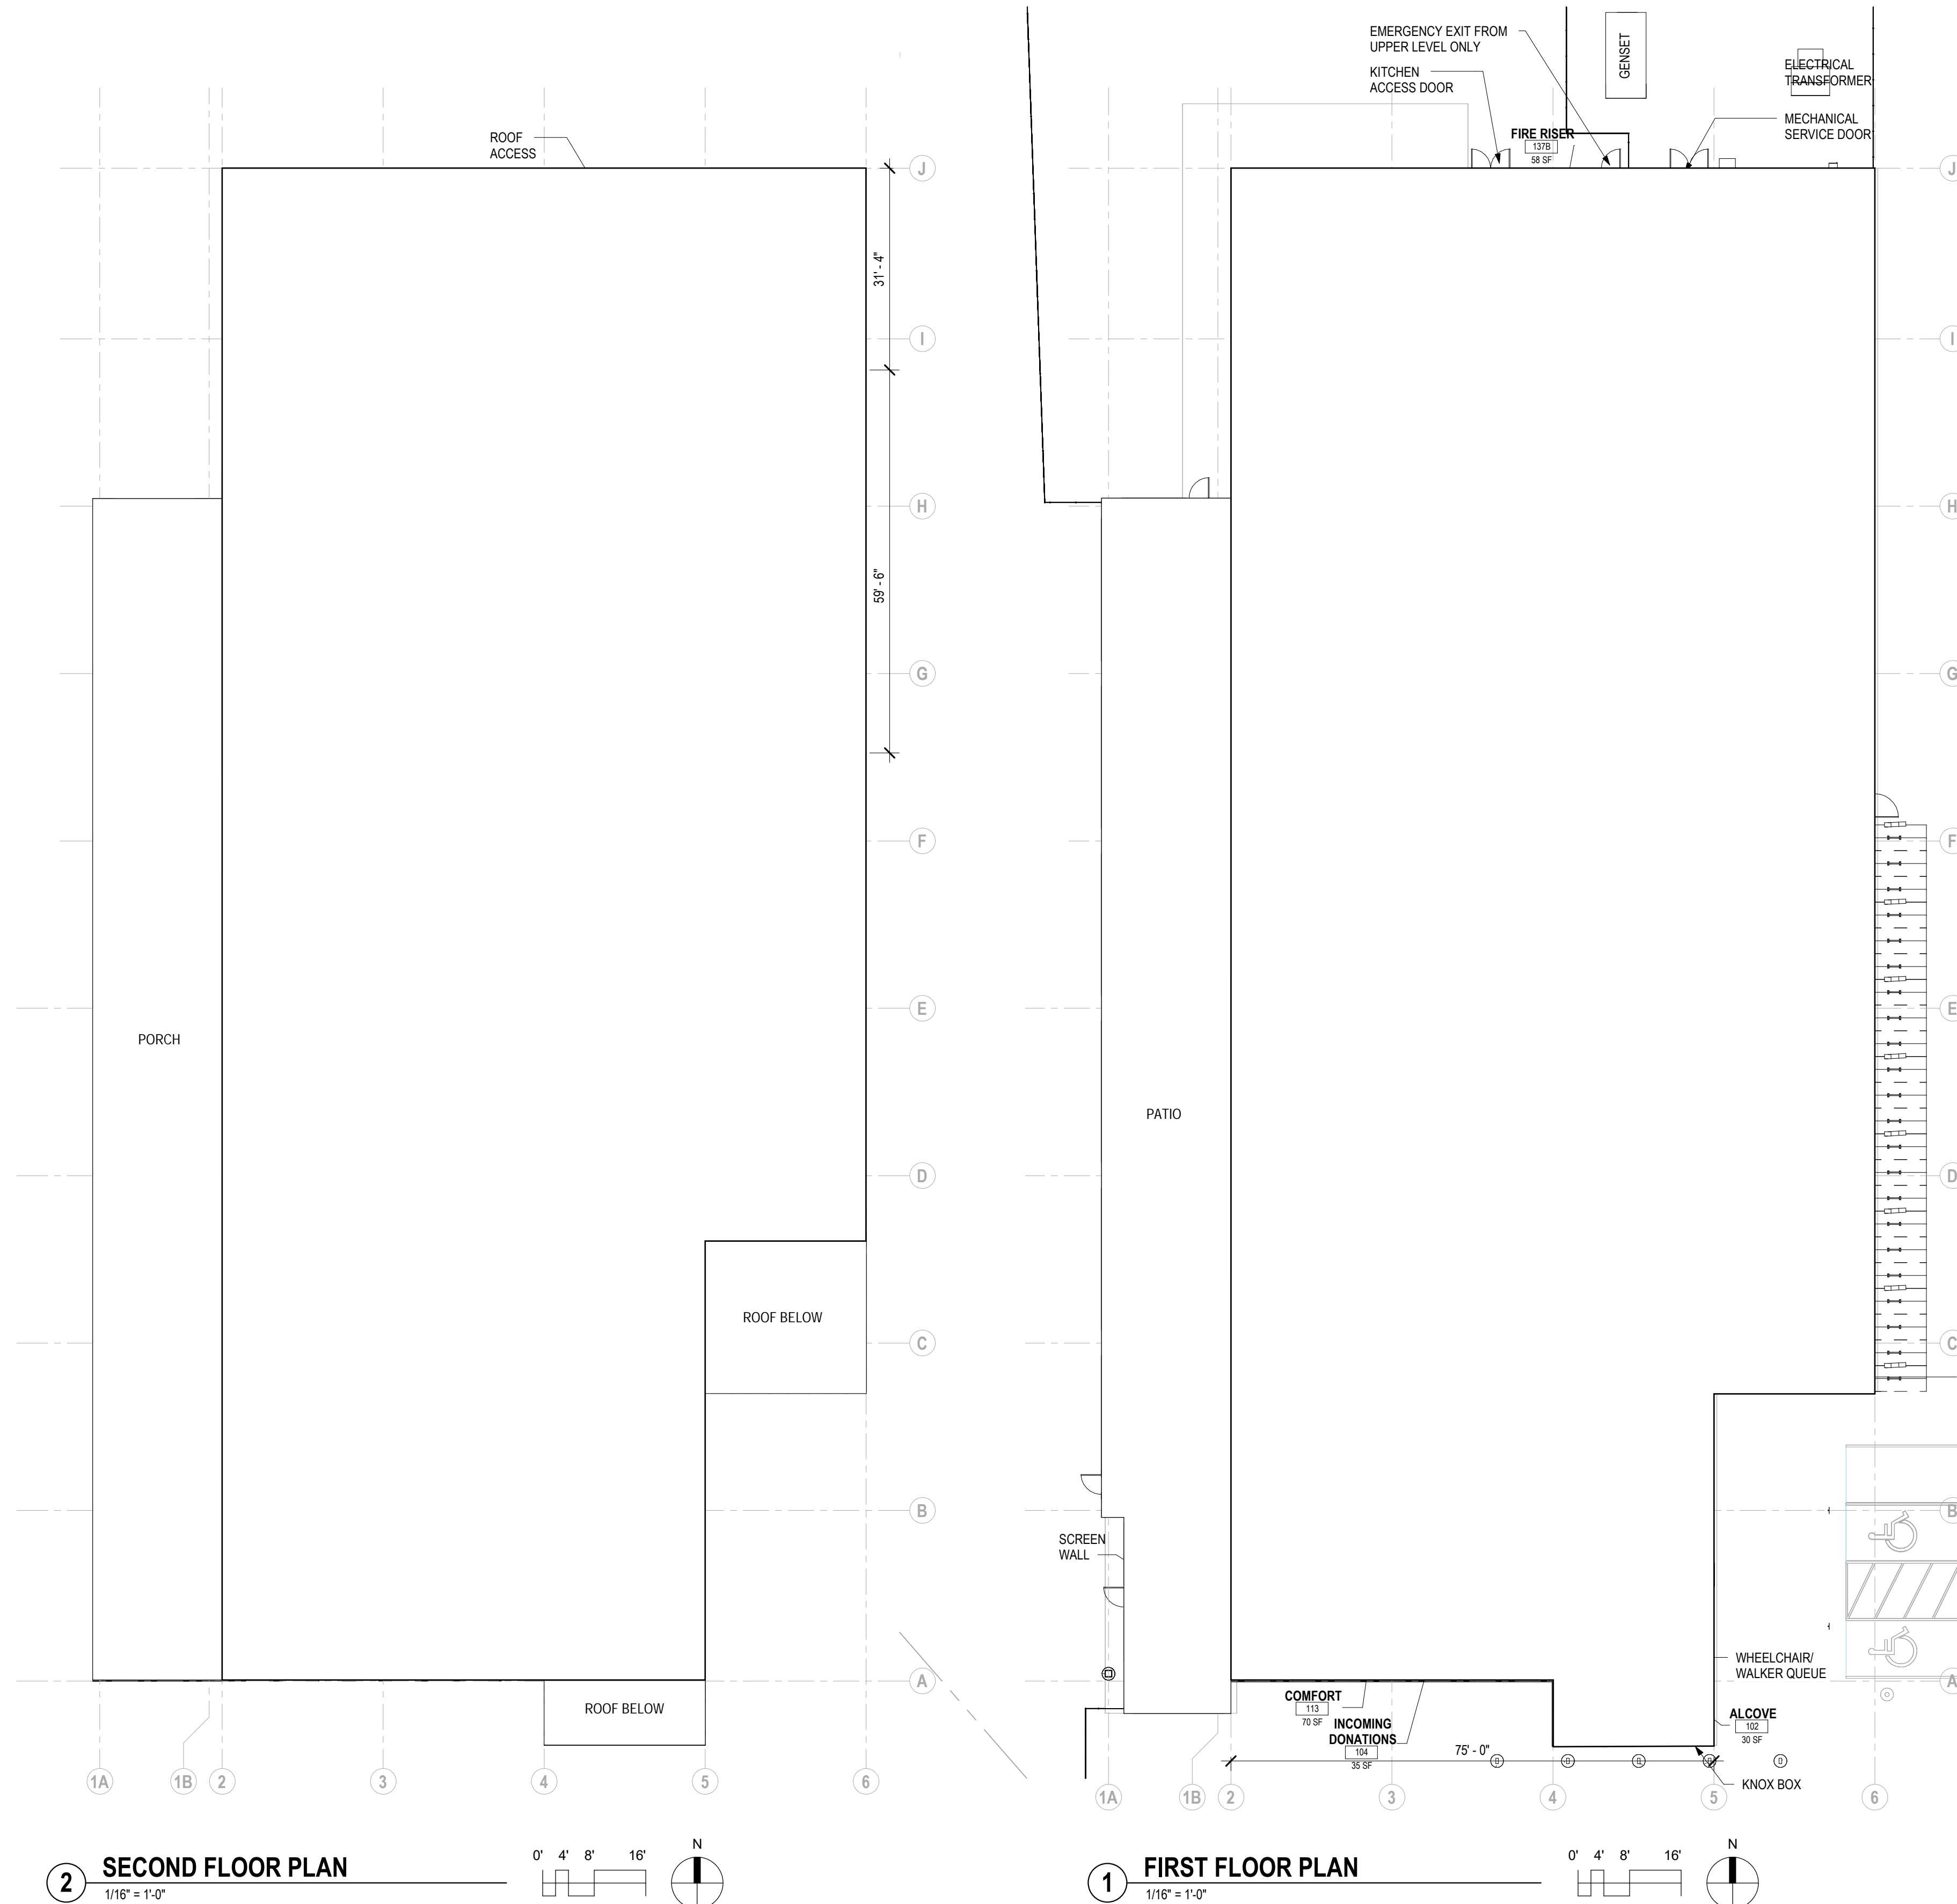 ROOF
ACCESS
J
31' - 4"
I
H
59' - 6"
G
F
E
PORCH
D
ROOF BELOW
C
B
A
ROOF BELOW
1A
1B
2
3
4
5
6
2
SECOND FLOOR PLAN
1/16" = 1'-0"
0' 4' 8' 16'
N
EMERGENCY EXIT FROM
UPPER LEVEL ONLY
KITCHEN
ACCESS DOOR
GENSET
ELECTRICAL
TRANSFORMER
MECHANICAL
SERVICE DOOR
FIRE RISER
137B
58 SF
J
I
H
G
F
E
PATIO
D
C
B
SCREEN
WALL
WHEELCHAIR/
WALKER QUEUE
A
COMFORT
113
70 SF
INCOMING
DONATIONS
104
35 SF
ALCOVE
102
30 SF
75' - 0"
KNOX BOX
1A
1B
2
3
4
5
6
1
FIRST FLOOR PLAN
1/16" = 1'-0"
0' 4' 8' 16'
N